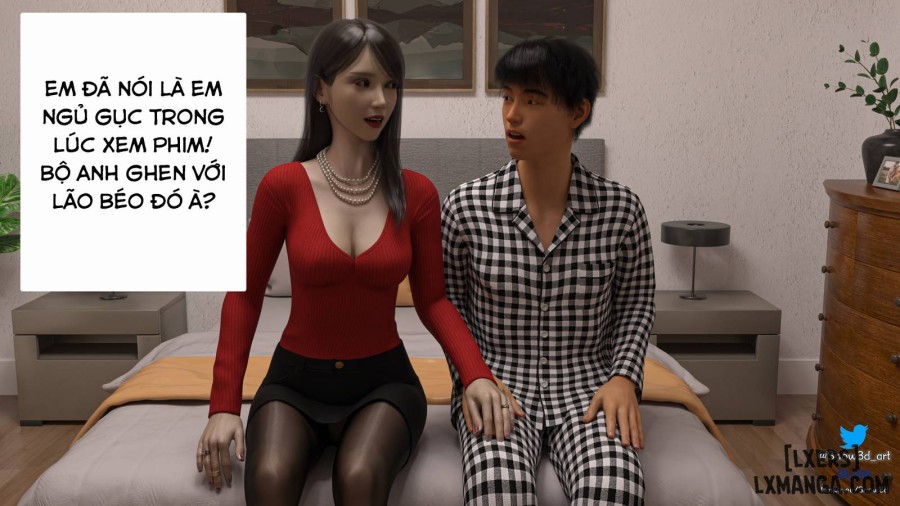 EM ĐÃ NÓI LÀ EM
NGỦ GỤC TRONG
LÚC XEM PHIM!
BỘ ANH GHEN VỚI
LÃO BÉO ĐÓ À?
[LXERS]
LXMANGA.COM